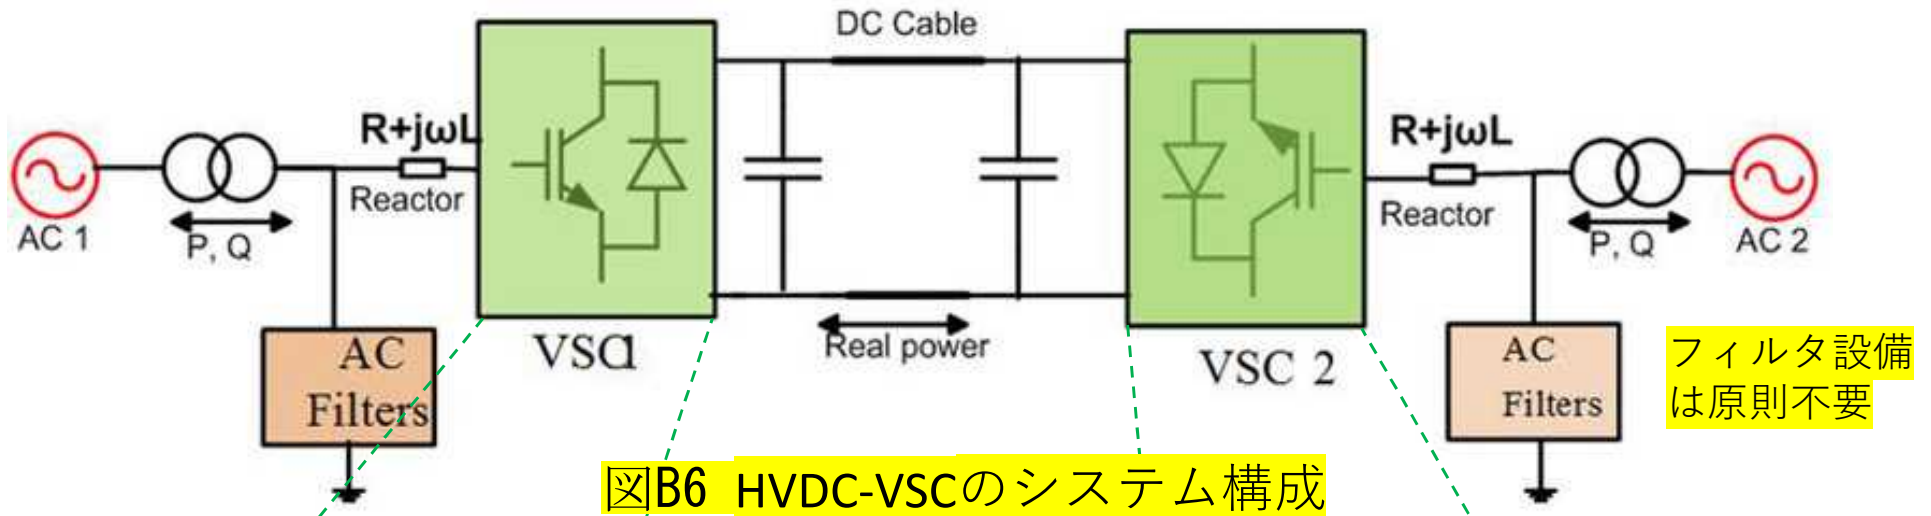 DC Cable
R+jωL
R+jωL
Reactor
Reactor
AC 1
P, Q
P, Q
AC 2
VSC1
Real power
VSC 2
AC
Filters
AC
Filters
フィルタ設備
は原則不要
図B6 HVDC-VSCのシステム構成